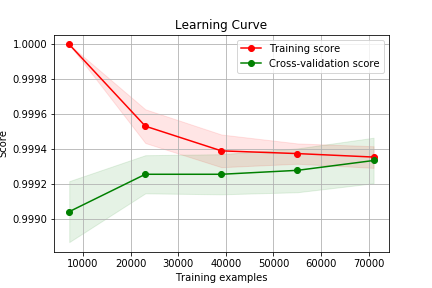 Learning Curve
Training score
Cross-validation score
1.0000
0.9998
0.9996
0.9994
0.9992
0.9990
Score
10000 20000 30000 40000 50000 60000 70000
Training examples